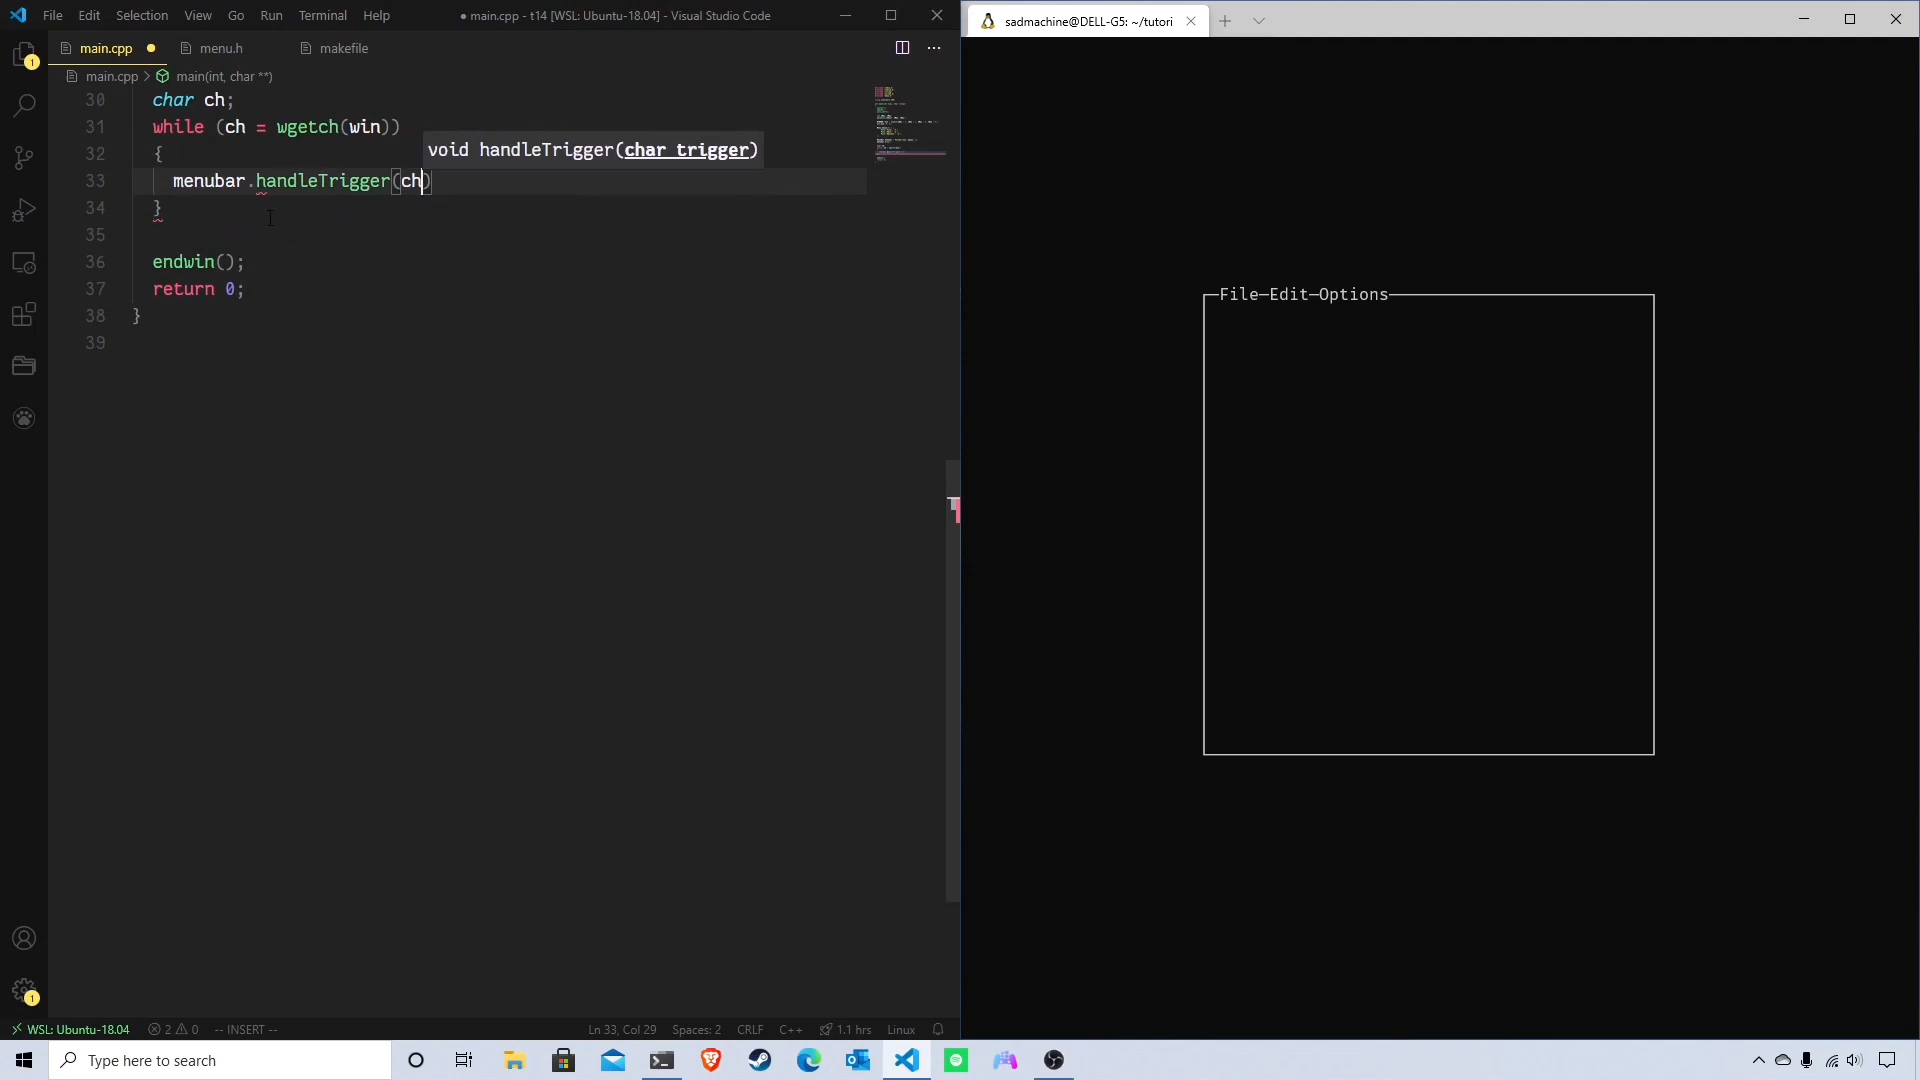 File Edit Selection View Go Run Terminal Help
● main.cpp - t14 [WSL: Ubuntu-18.04] - Visual Studio Code
main.cpp ● menu.h makefile
main.cpp > main(int, char **)
30 char ch;
31 while (ch = wgetch(win))
32 {
void handleTrigger(char trigger)
33 menubar.handleTrigger(ch)
34 }
35
36 endwin();
37 return 0;
38 }
39
1
1
WSL: Ubuntu-18.04 2 0 -- INSERT -- Ln 33, Col 29 Spaces: 2 CRLF C++ 1.1 hrs Linux
sadmachine@DELL-G5: ~/tutori
File Edit Options
Type here to search